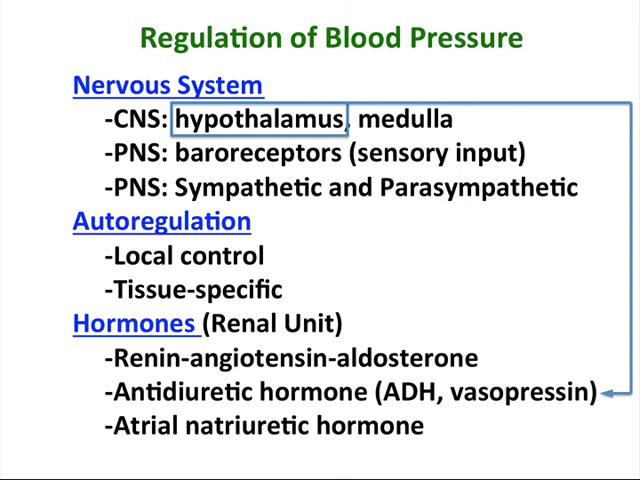 Regulation of Blood Pressure
Nervous System
-CNS: hypothalamus, medulla
-PNS: baroreceptors (sensory input)
-PNS: Sympathetic and Parasympathetic
Autoregulation
-Local control
-Tissue-specific
Hormones (Renal Unit)
-Renin-angiotensin-aldosterone
-Antidiuretic hormone (ADH, vasopressin)
-Atrial natriuretic hormone